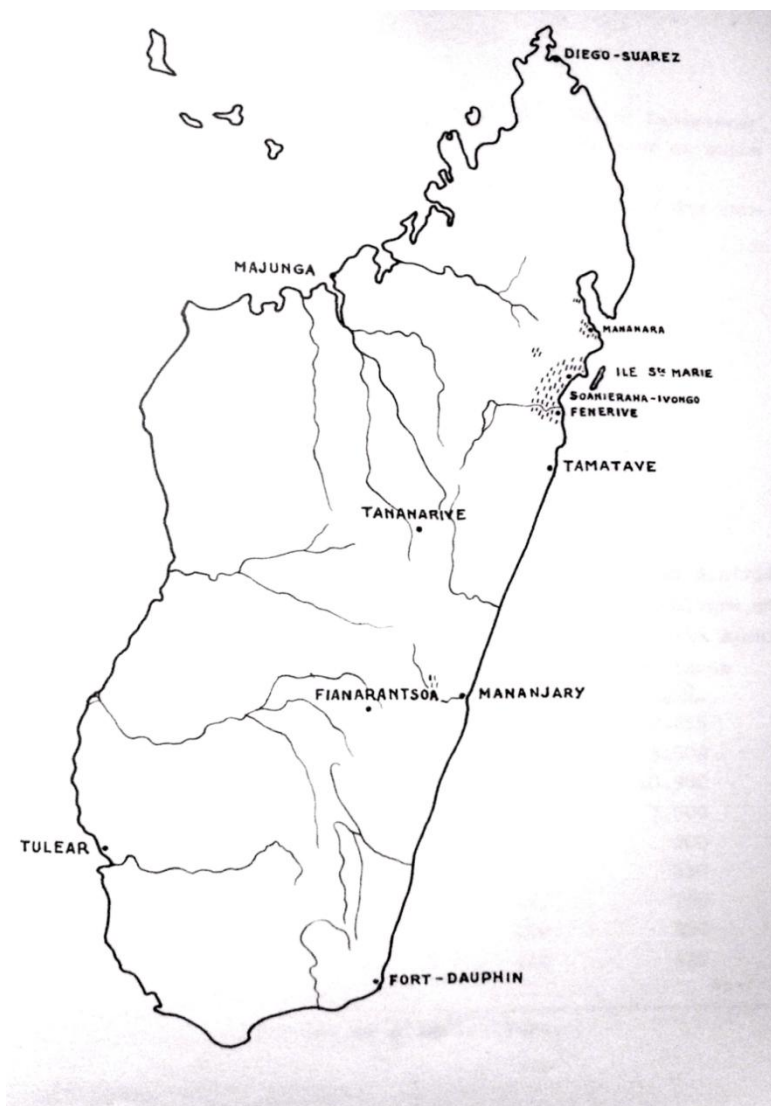 DIEGO-SUAREZ
MAJUNGA
MANANARA
ILE STE MARIE
SOANIERANA-IVONGO
FENERIVE
TAMATAVE
TANANARIVE
FIANARANTSOA
MANANJARY
TULEAR
FORT-DAUPHIN